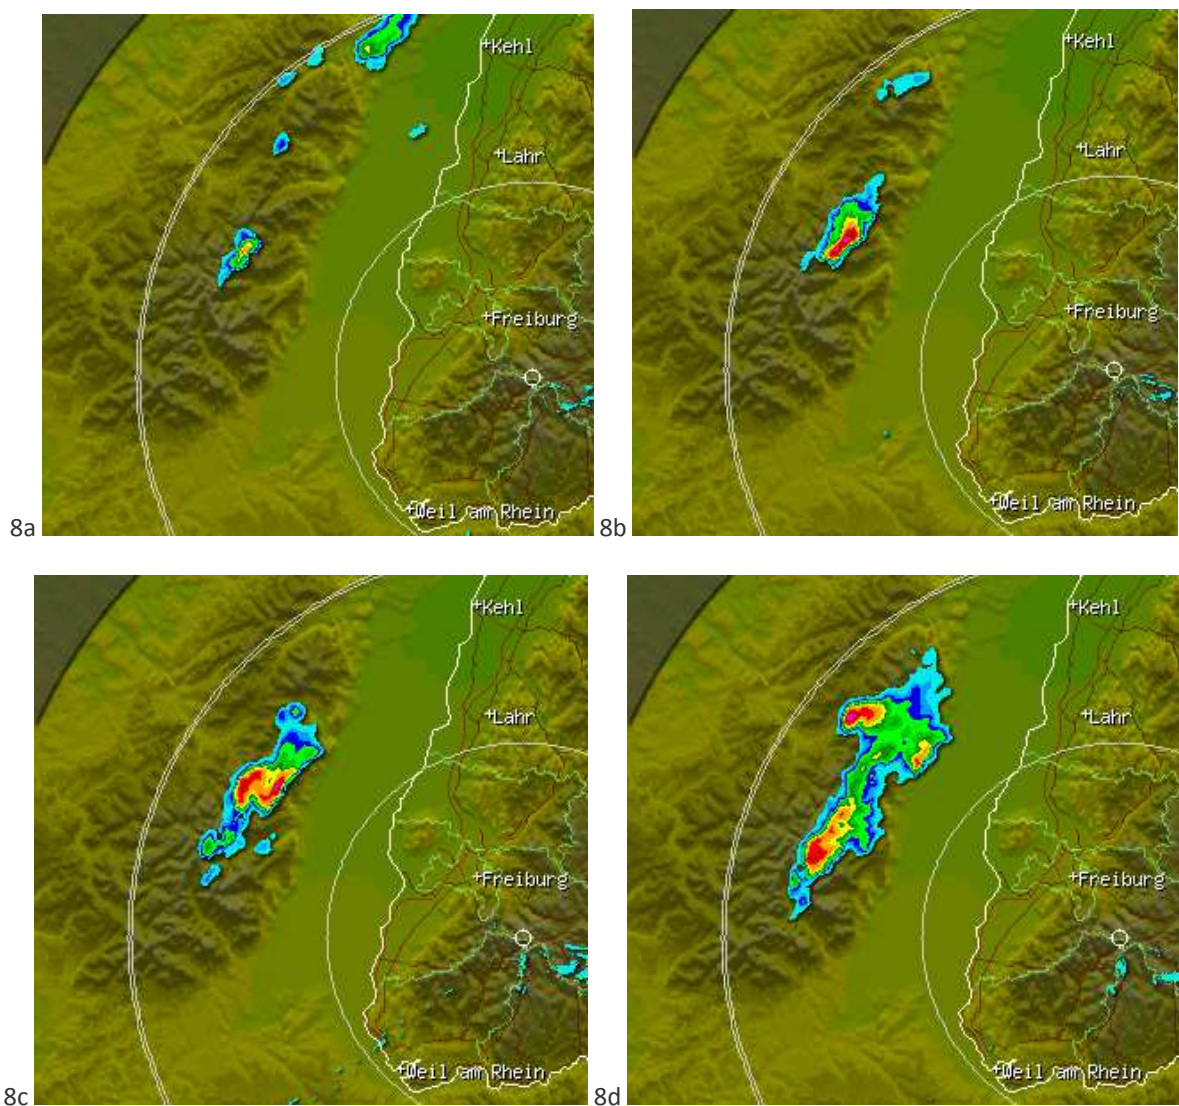 +Kehl
+Lahr
+Freiburg
+Weil am Rhein
8a
+Kehl
+Lahr
+Freiburg
+Weil am Rhein
8b
+Kehl
+Lahr
+Freiburg
+Weil am Rhein
8c
+Kehl
+Lahr
+Freiburg
+Weil am Rhein
8d